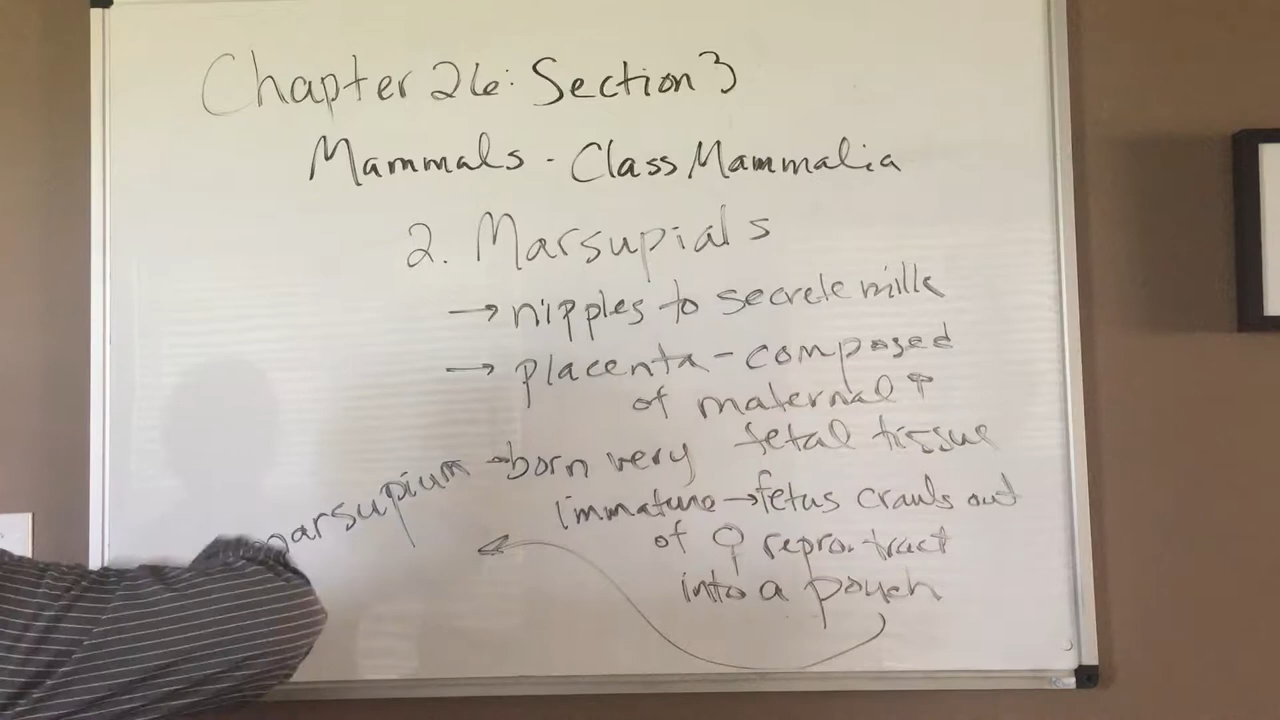 Chapter 26: Section 3
Mammals - Class Mammalia
2. Marsupials
→ nipples to secrete milk
→ placenta - composed
of maternal &
fetal tissue
→ born very
immature → fetus crawls out
of ♀ repro. tract
into a pouch
marsupium